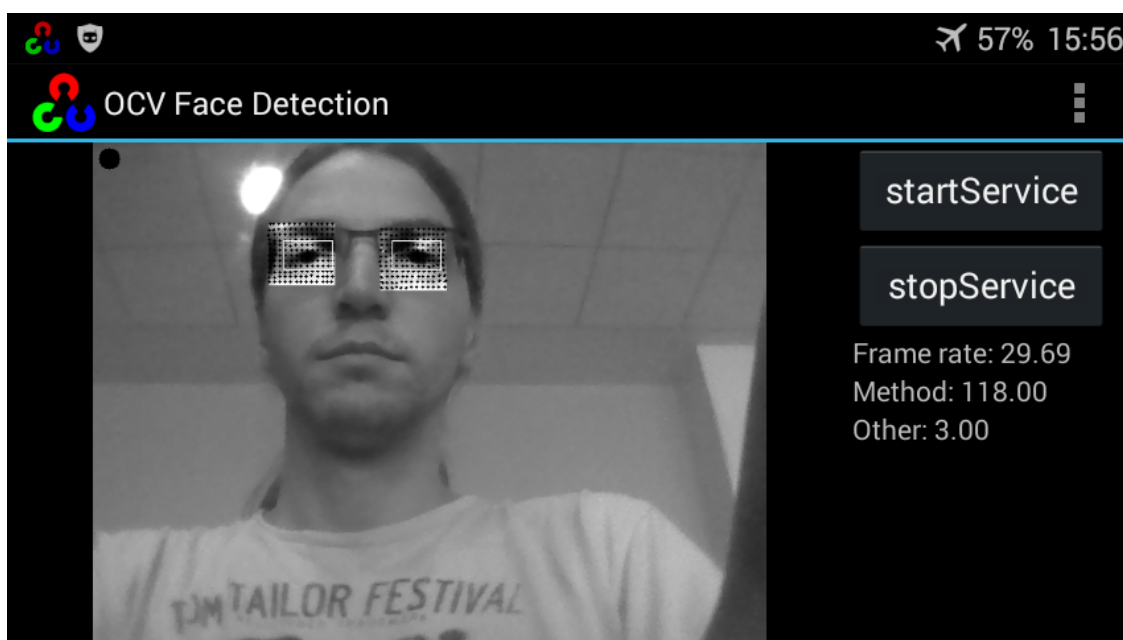 57% 15:56
OCV Face Detection
startService
stopService
Frame rate: 29.69
Method: 118.00
Other: 3.00
TOM TAILOR FESTIVAL